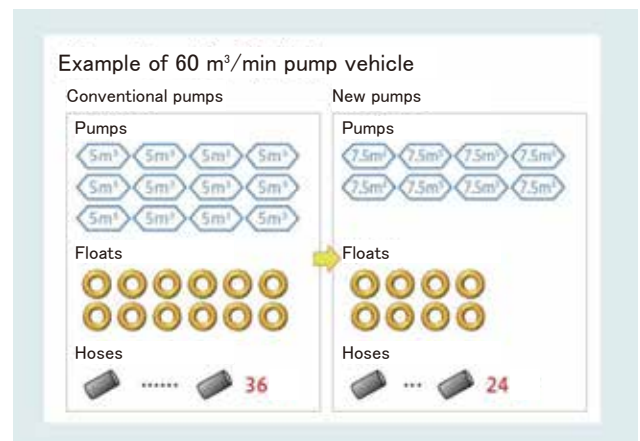 Example of 60 m³/min pump vehicle
Conventional pumps
Pumps
5m³ 5m³ 5m³ 5m³
5m³ 5m³ 5m³ 5m³
5m³ 5m³ 5m³ 5m³
Floats
Hoses
...... 36
New pumps
Pumps
7.5m³ 7.5m³ 7.5m³ 7.5m³
7.5m³ 7.5m³ 7.5m³ 7.5m³
Floats
Hoses
... 24